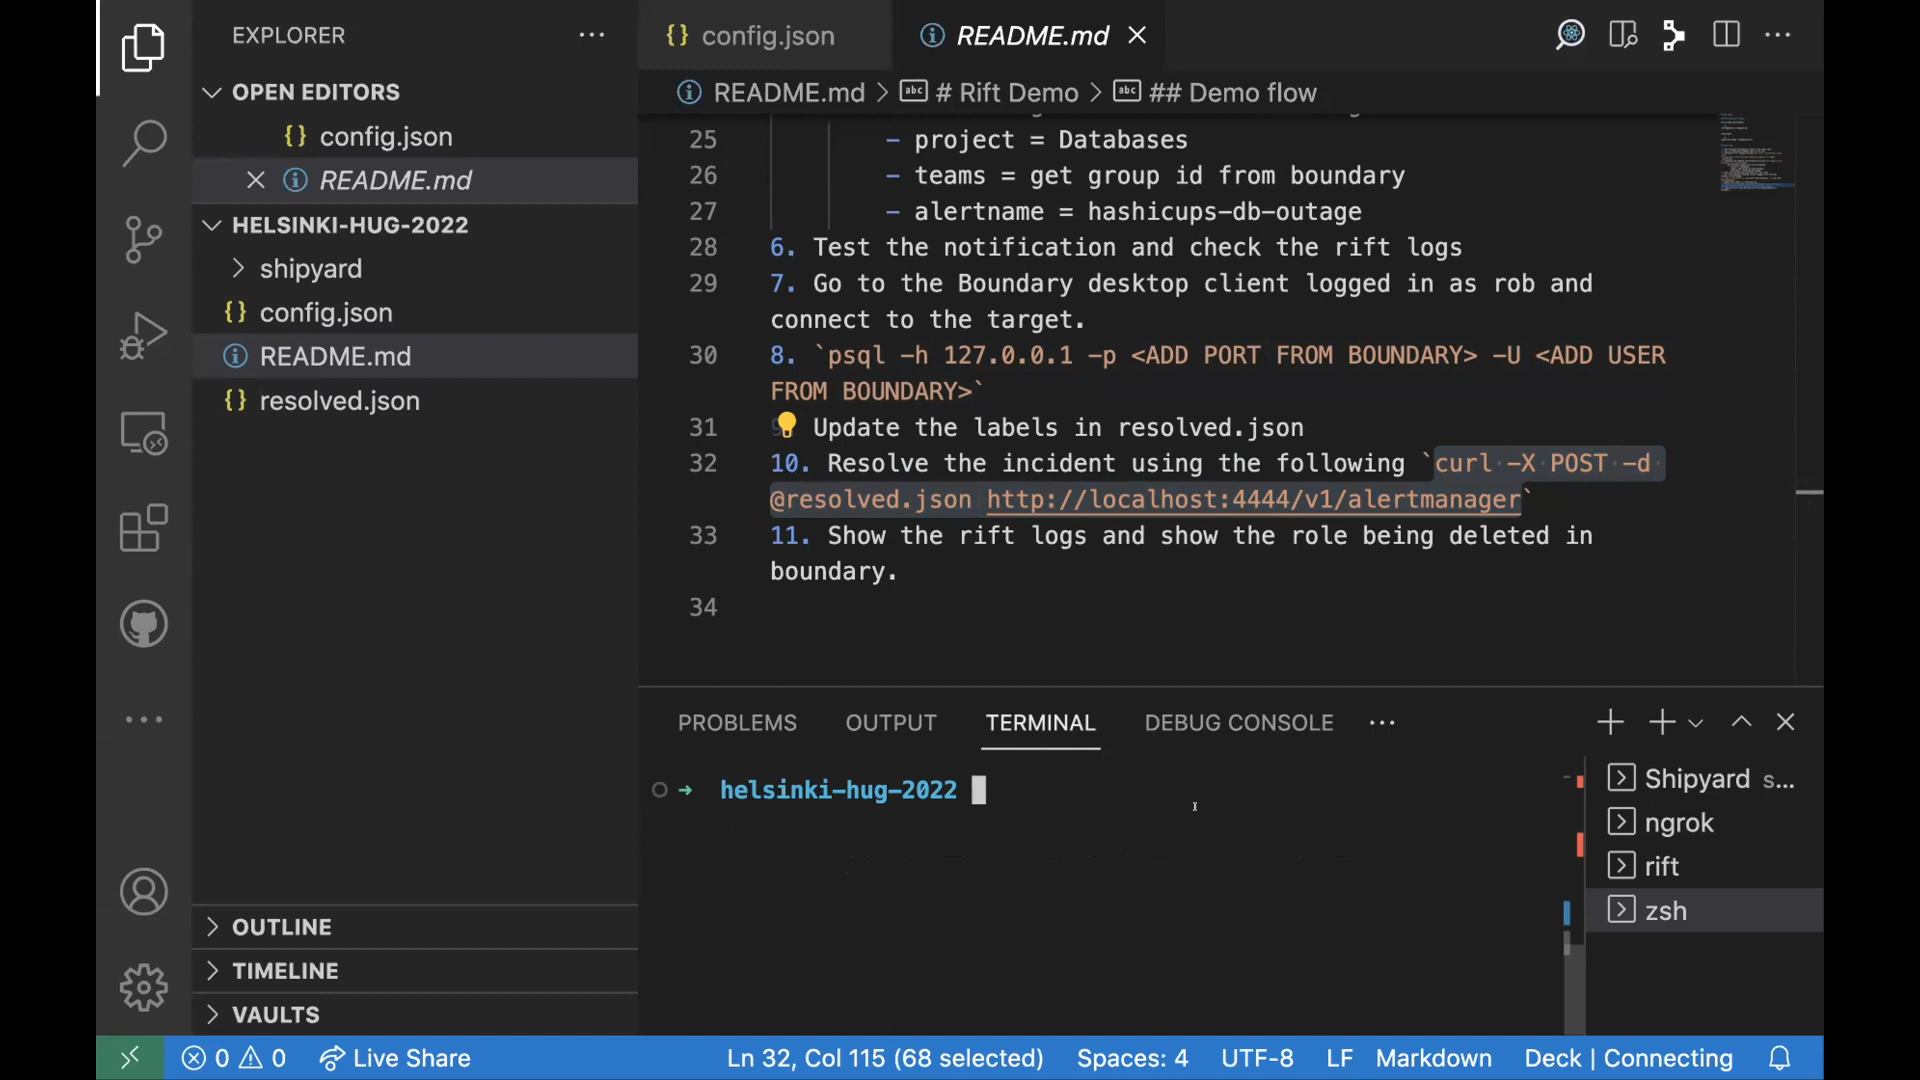 EXPLORER
OPEN EDITORS
{} config.json
README.md
HELSINKI-HUG-2022
shipyard
{} config.json
README.md
{} resolved.json
OUTLINE
TIMELINE
VAULTS
{} config.json
README.md
README.md > # Rift Demo > ## Demo flow
25 - project = Databases
26 - teams = get group id from boundary
27 - alertname = hashicups-db-outage
28 6. Test the notification and check the rift logs
29 7. Go to the Boundary desktop client logged in as rob and
connect to the target.
30 8. `psql -h 127.0.0.1 -p <ADD PORT FROM BOUNDARY> -U <ADD USER
FROM BOUNDARY>`
31 Update the labels in resolved.json
32 10. Resolve the incident using the following `curl -X POST -d
@resolved.json http://localhost:4444/v1/alertmanager`
33 11. Show the rift logs and show the role being deleted in
boundary.
34
PROBLEMS OUTPUT TERMINAL DEBUG CONSOLE
➜ helsinki-hug-2022
Shipyard s...
ngrok
rift
zsh
0 0 Live Share Ln 32, Col 115 (68 selected) Spaces: 4 UTF-8 LF Markdown Deck | Connecting